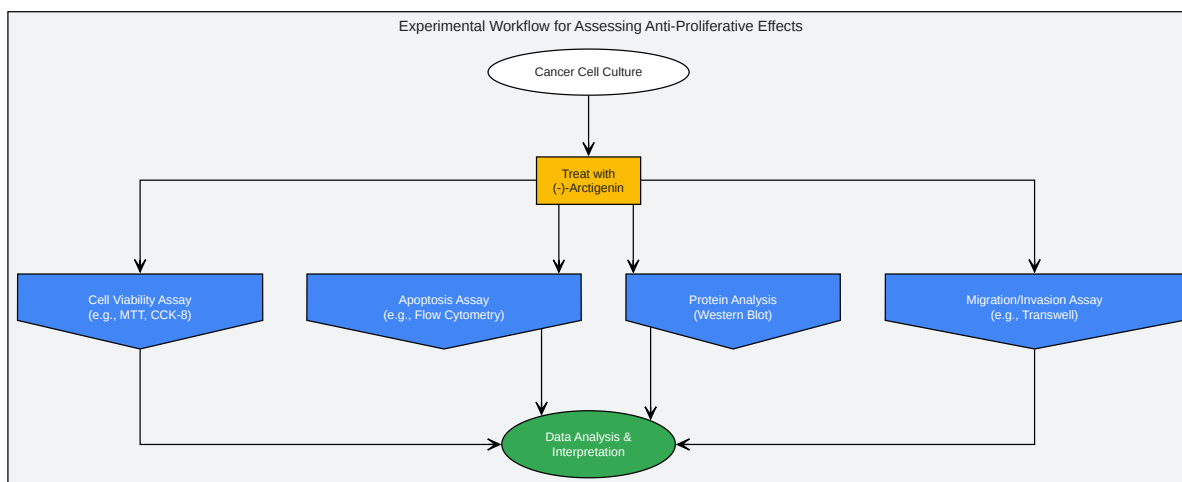 Experimental Workflow for Assessing Anti-Proliferative Effects
Cancer Cell Culture
Treat with
(-)-Arctigenin
Cell Viability Assay
(e.g., MTT, CCK-8)
Apoptosis Assay
(e.g., Flow Cytometry)
Protein Analysis
(Western Blot)
Migration/Invasion Assay
(e.g., Transwell)
Data Analysis &
Interpretation